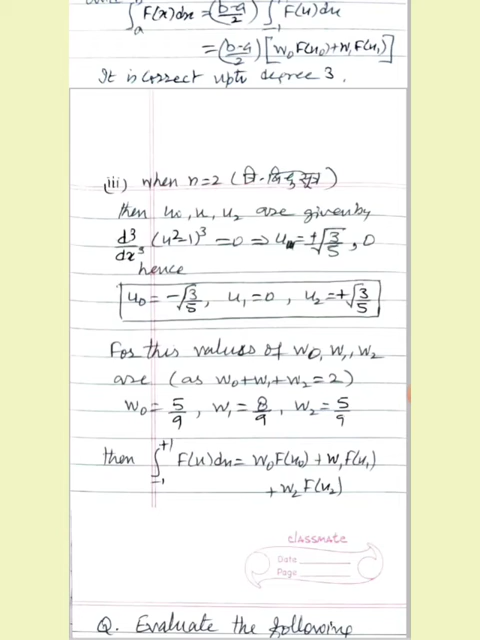 ∫ₐ F(x)dx = (b-a/2) ∫₋₁ F(u)du
= (b-a/2) [W₀F(u₀)+W₁F(u₁)]
It is correct upto degree 3.
(iii) when n=2 (त्रि-बिन्दु सूत्र)
then u₀, u₁, u₂ are given by
d³/dx³ (u²-1)³ = 0 ⇒ u = ±√3/5, 0
hence
u₀ = -√3/5, u₁=0, u₂=+√3/5
For this values of W₀, W₁, W₂
are (as W₀+W₁+W₂=2)
W₀=5/9, W₁=8/9, W₂=5/9
then ∫₋₁⁺¹ F(u)du = W₀F(u₀)+W₁F(u₁)
+W₂F(u₂)
classmate
Date
Page
Q. Evaluate the following